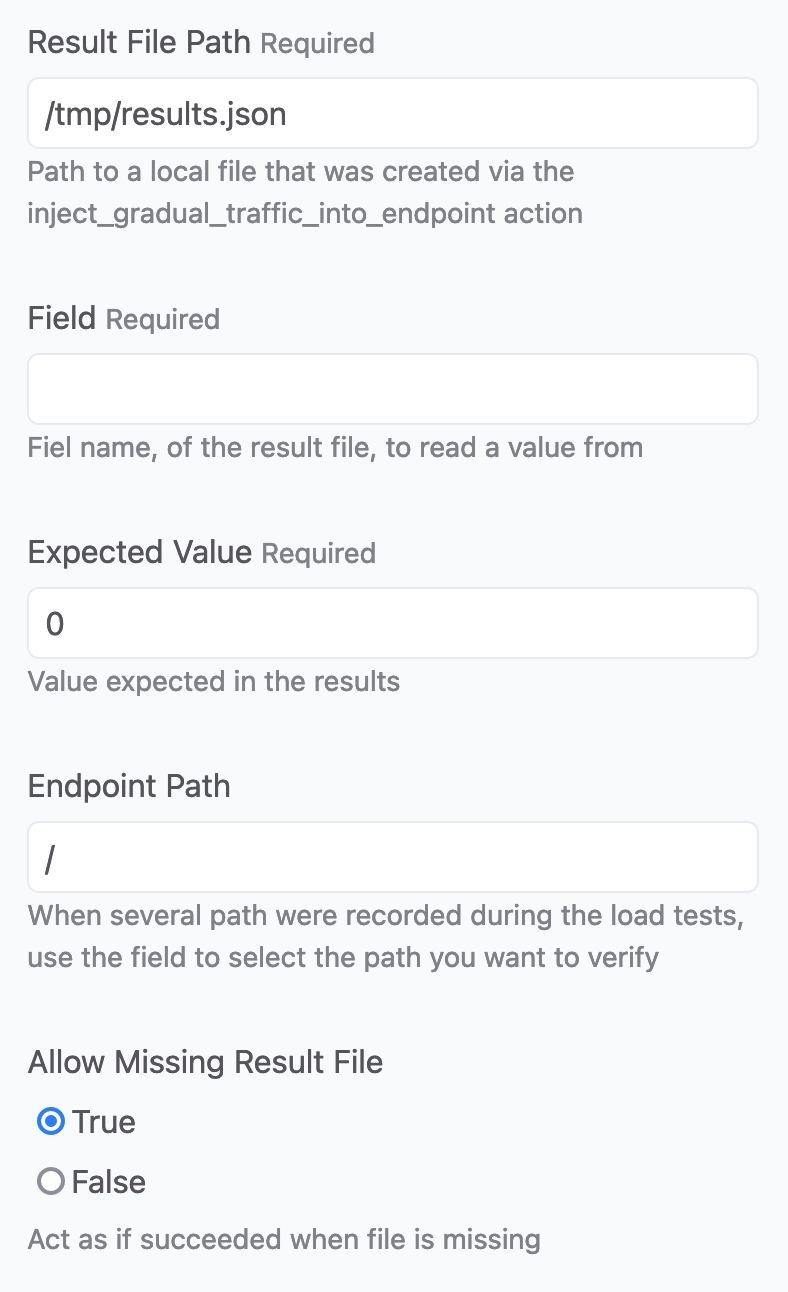 Result File Path Required
/tmp/results.json
Path to a local file that was created via the
inject_gradual_traffic_into_endpoint action
Field Required
Fiel name, of the result file, to read a value from
Expected Value Required
0
Value expected in the results
Endpoint Path
/
When several path were recorded during the load tests,
use the field to select the path you want to verify
Allow Missing Result File
True
False
Act as if succeeded when file is missing